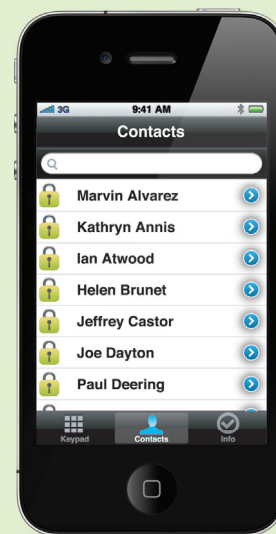 3G 9:41 AM
Contacts
Marvin Alvarez
Kathryn Annis
Ian Atwood
Helen Brunet
Jeffrey Castor
Joe Dayton
Paul Deering
Keypad Contacts Info